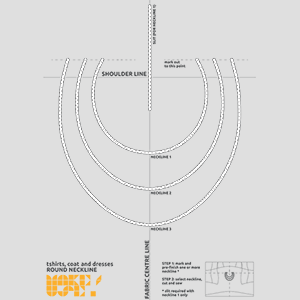 SLIT (FOR NECKLINE 1)
mark out
to this point.
SHOULDER LINE
NECKLINE 1
NECKLINE 2
NECKLINE 3
FABRIC CENTRE LINE
tshirts, coat and dresses
ROUND NECKLINE
STEP 1 mark and
pre-finish one or more
neckline *
STEP 2 select neckline,
cut and sew
* slit required with
neckline 1 only